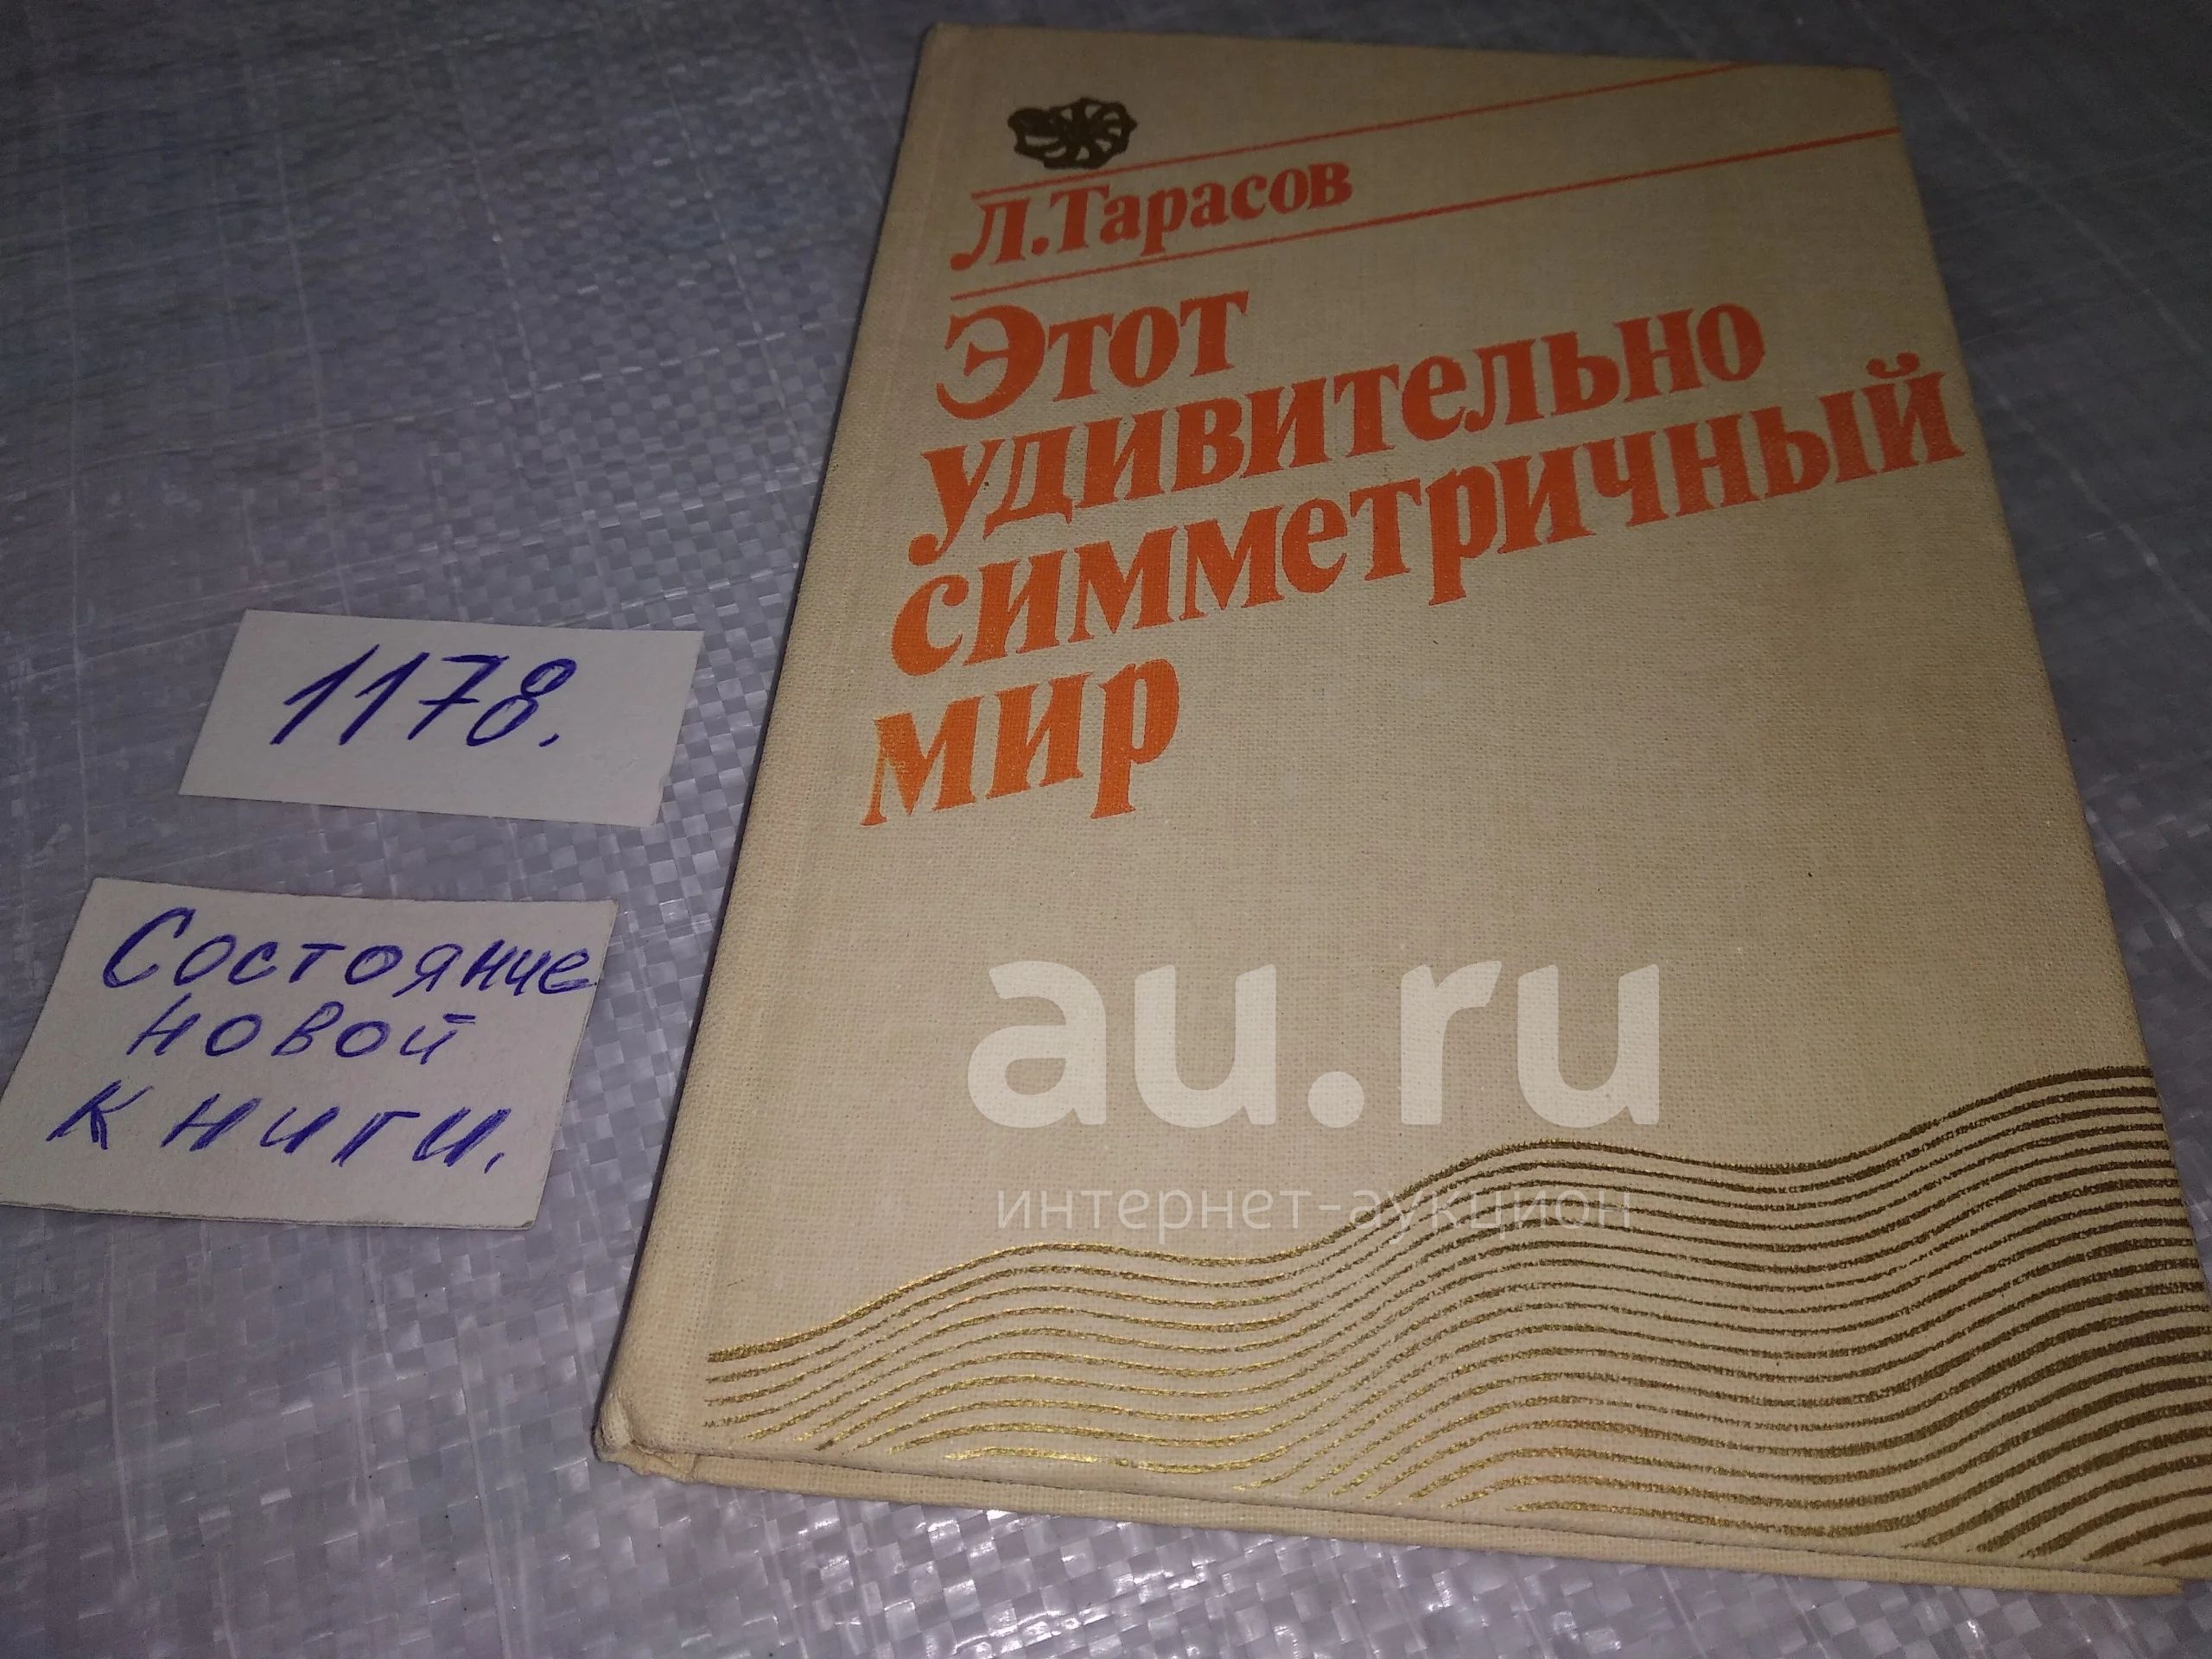 Л.Тарасов
Этот
удивительно
симметричный
мир
1178.
Состояние
новой
книги.
au.ru
интернет-аукцион